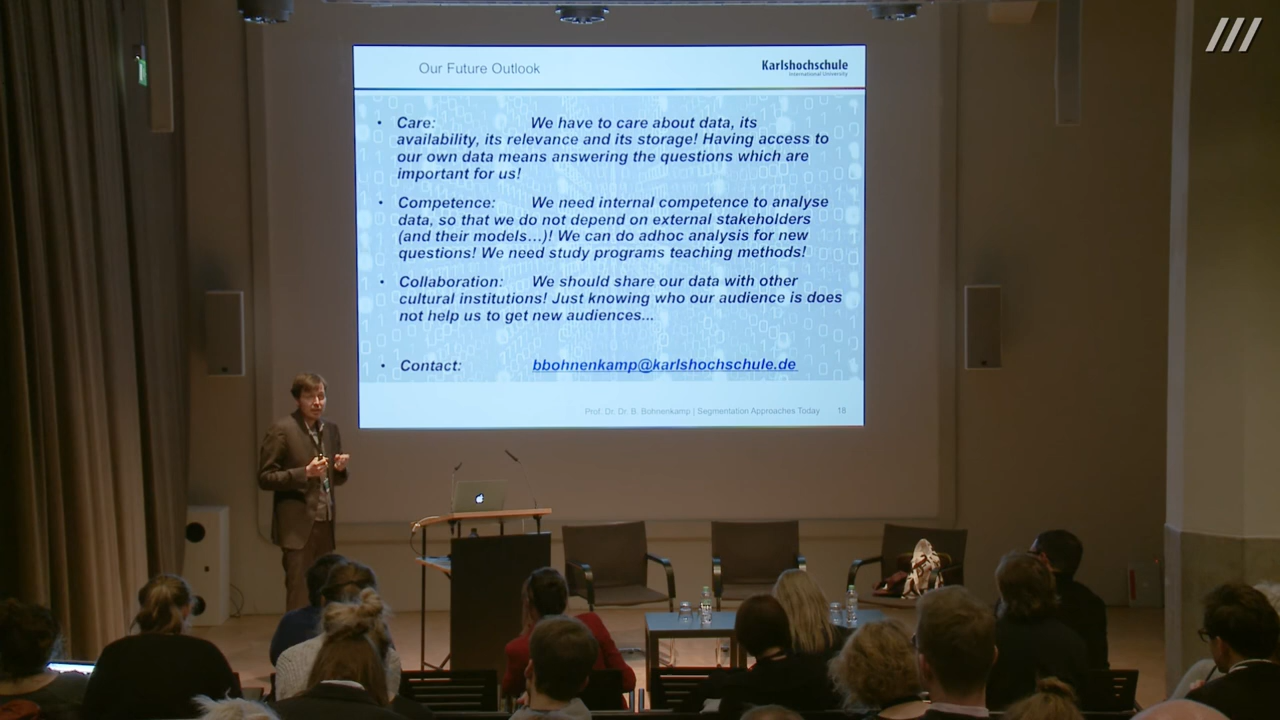 Our Future Outlook
Karlshochschule
International University
• Care: We have to care about data, its
availability, its relevance and its storage! Having access to
our own data means answering the questions which are
important for us!
• Competence: We need internal competence to analyse
data, so that we do not depend on external stakeholders
(and their models...)! We can do adhoc analysis for new
questions! We need study programs teaching methods!
• Collaboration: We should share our data with other
cultural institutions! Just knowing who our audience is does
not help us to get new audiences...
• Contact: bbohnenkamp@karlshochschule.de
Prof. Dr. Dr. B. Bohnenkamp | Segmentation Approaches Today 18